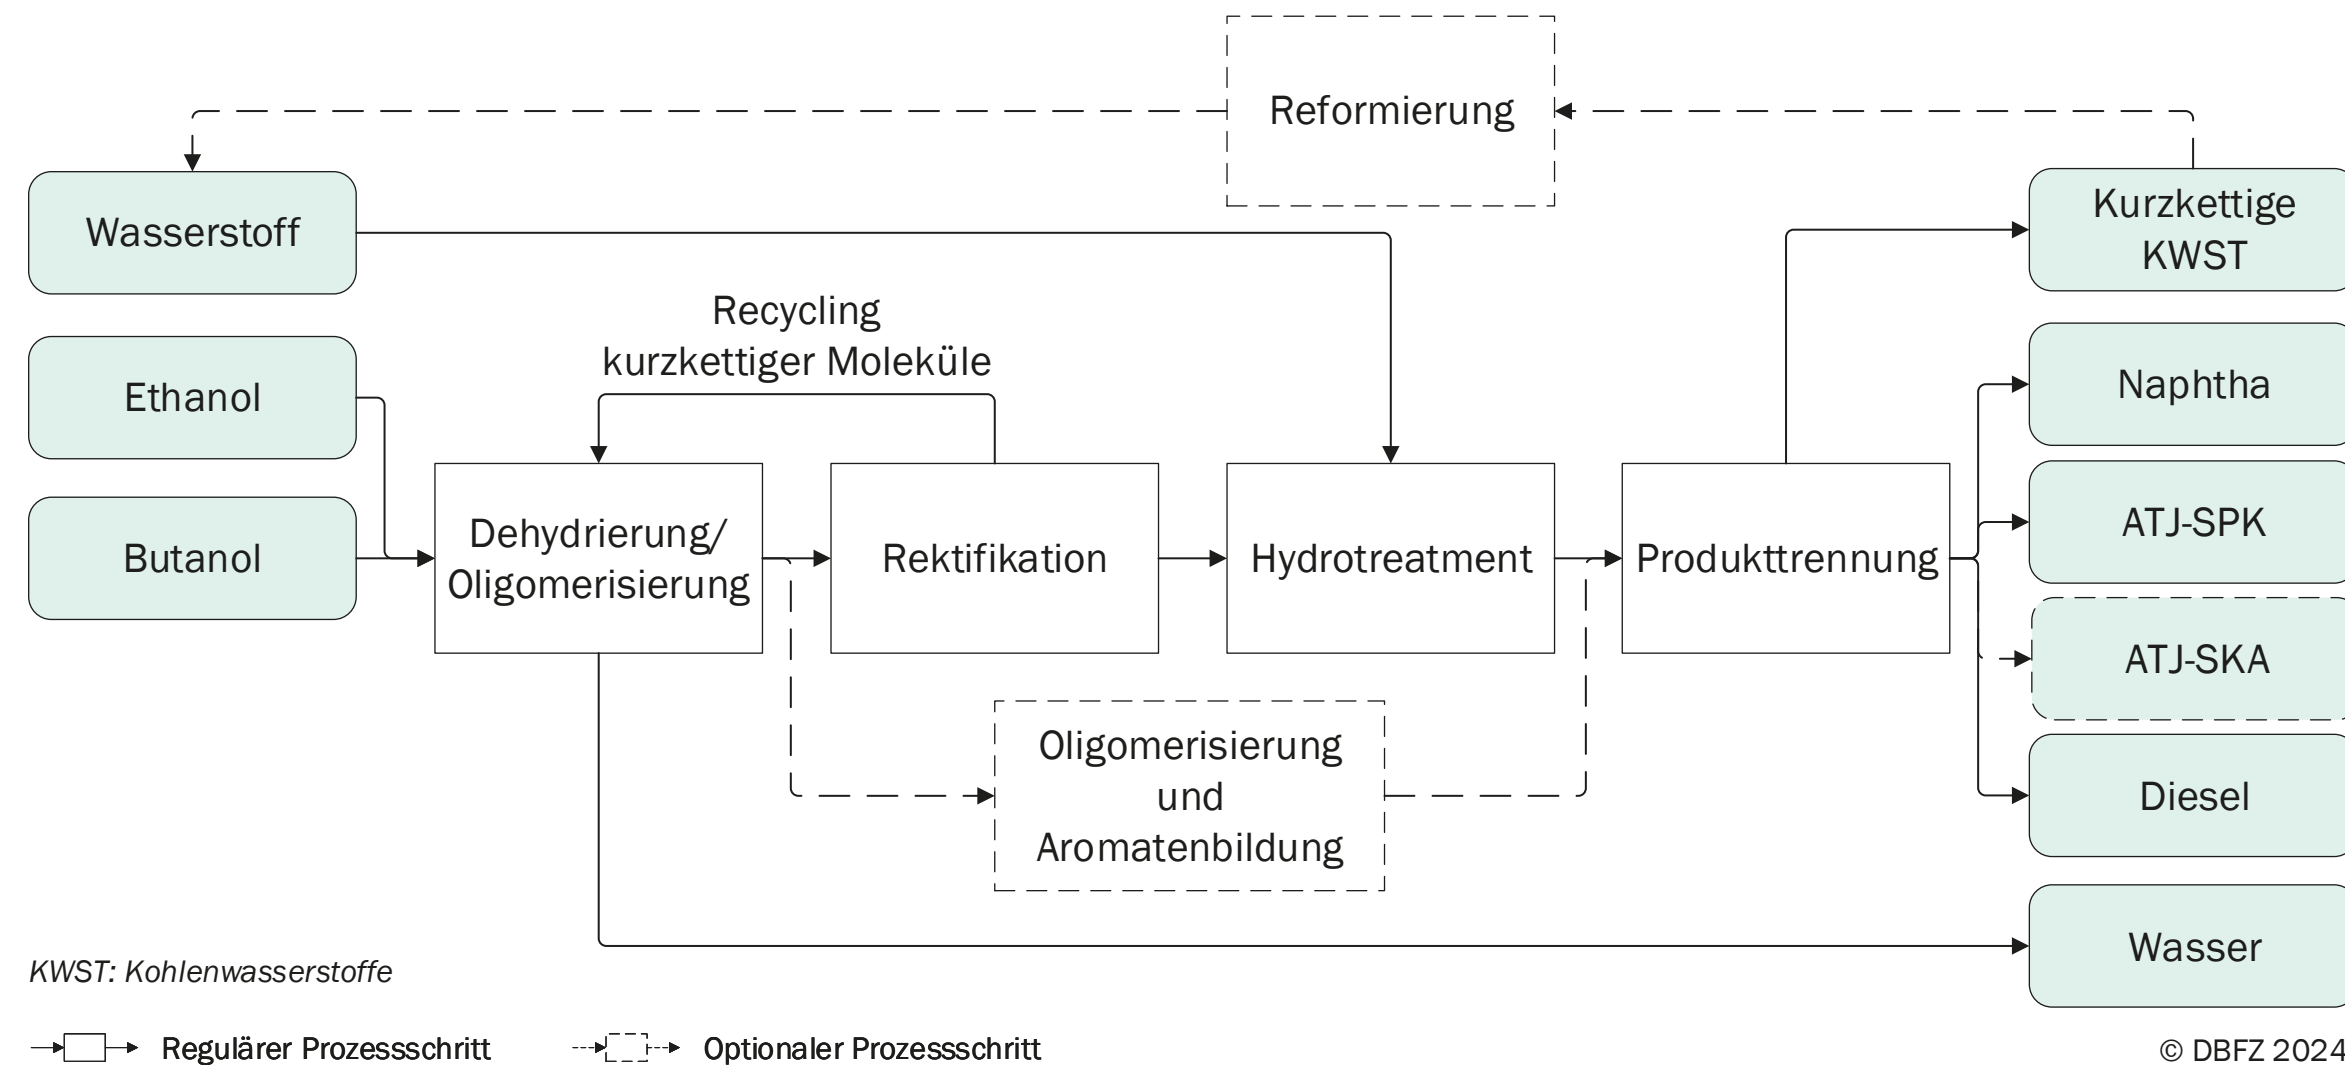 Reformierung
Wasserstoff
Kurzkettige
KWST
Recycling
kurzkettiger Moleküle
Ethanol
Naphtha
Butanol
Dehydrierung/
Oligomerisierung
Rektifikation
Hydrotreatment
Produkttrennung
ATJ-SPK
ATJ-SKA
Oligomerisierung
und
Aromatenbildung
Diesel
Wasser
KWST: Kohlenwasserstoffe
Regulärer Prozessschritt
Optionaler Prozessschritt
© DBFZ 2024